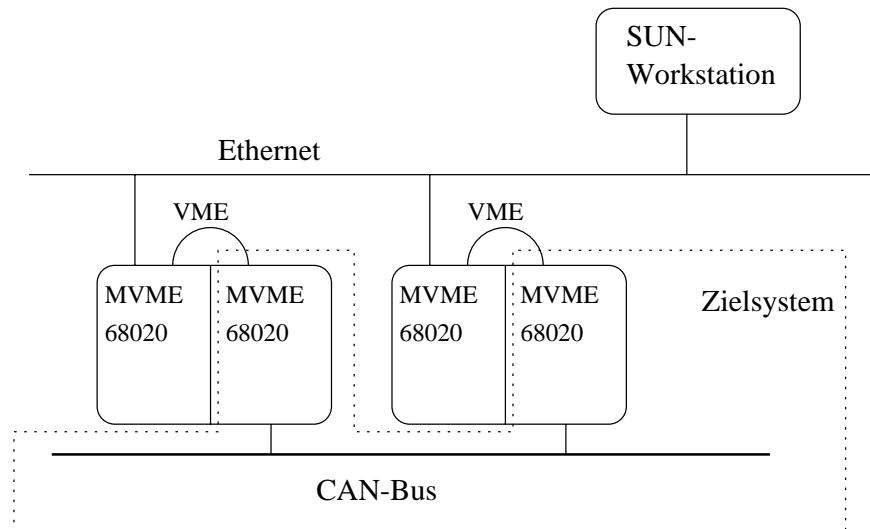 SUN-
Workstation
Ethernet
VME
VME
MVME
68020
MVME
68020
MVME
68020
MVME
68020
Zielsystem
CAN-Bus